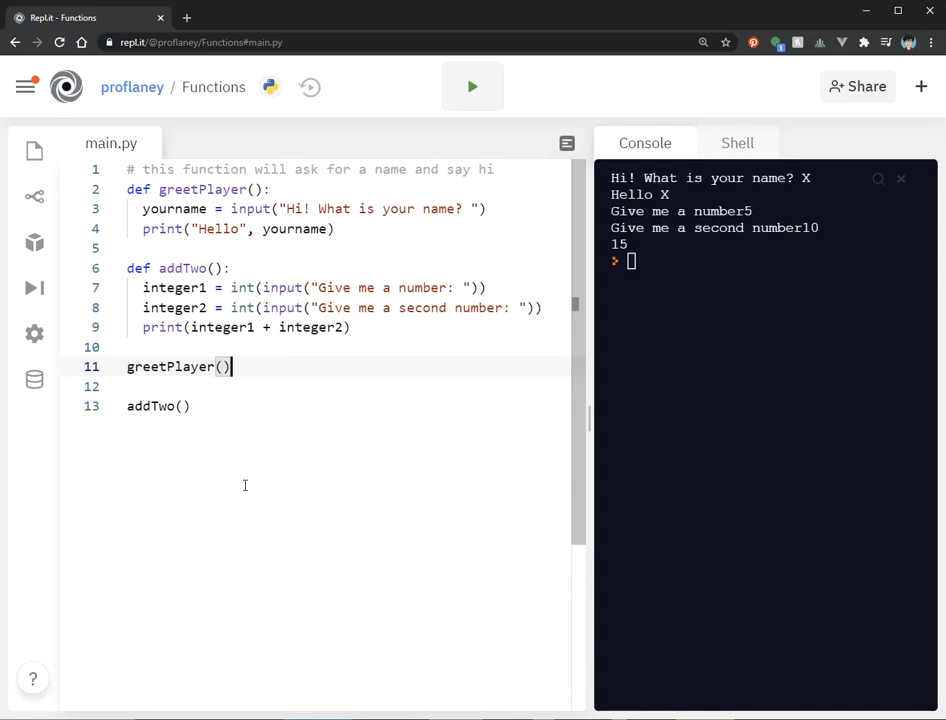 Repl.it - Functions
repl.it/@proflaney/Functions#main.py
proflaney / Functions
Share
main.py
1 # this function will ask for a name and say hi
2 def greetPlayer():
3 yourname = input("Hi! What is your name? ")
4 print("Hello", yourname)
5
6 def addTwo():
7 integer1 = int(input("Give me a number: "))
8 integer2 = int(input("Give me a second number: "))
9 print(integer1 + integer2)
10
11 greetPlayer()
12
13 addTwo()
?
Console Shell
Hi! What is your name? X
Hello X
Give me a number5
Give me a second number10
15
>